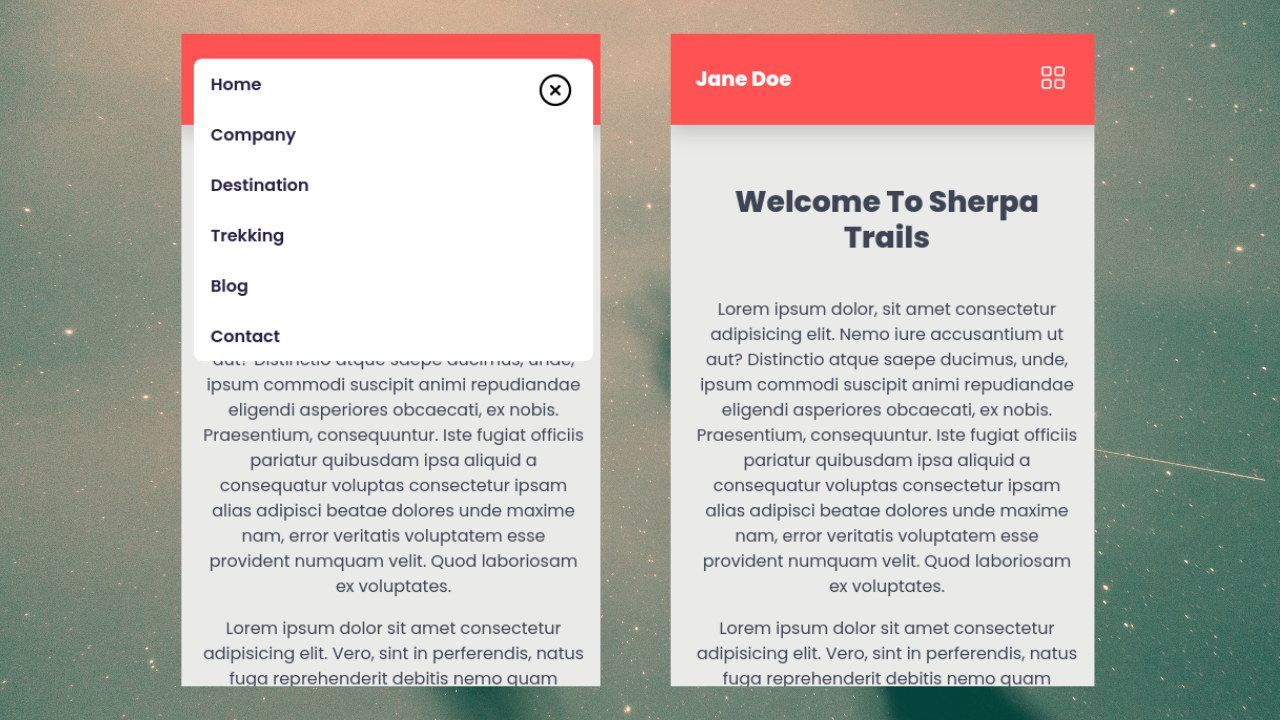 Home
Company
Destination
Trekking
Blog
Contact
aut? Distinctio atque saepe ducimus, unde,
ipsum commodi suscipit animi repudiandae
eligendi asperiores obcaecati, ex nobis.
Praesentium, consequuntur. Iste fugiat officiis
pariatur quibusdam ipsa aliquid a
consequatur voluptas consectetur ipsam
alias adipisci beatae dolores unde maxime
nam, error veritatis voluptatem esse
provident numquam velit. Quod laboriosam
ex voluptates.
Lorem ipsum dolor sit amet consectetur
adipisicing elit. Vero, sint in perferendis, natus
fuga reprehenderit debitis nemo quam
Jane Doe
Welcome To Sherpa
Trails
Lorem ipsum dolor, sit amet consectetur
adipisicing elit. Nemo iure accusantium ut
aut? Distinctio atque saepe ducimus, unde,
ipsum commodi suscipit animi repudiandae
eligendi asperiores obcaecati, ex nobis.
Praesentium, consequuntur. Iste fugiat officiis
pariatur quibusdam ipsa aliquid a
consequatur voluptas consectetur ipsam
alias adipisci beatae dolores unde maxime
nam, error veritatis voluptatem esse
provident numquam velit. Quod laboriosam
ex voluptates.
Lorem ipsum dolor sit amet consectetur
adipisicing elit. Vero, sint in perferendis, natus
fuga reprehenderit debitis nemo quam